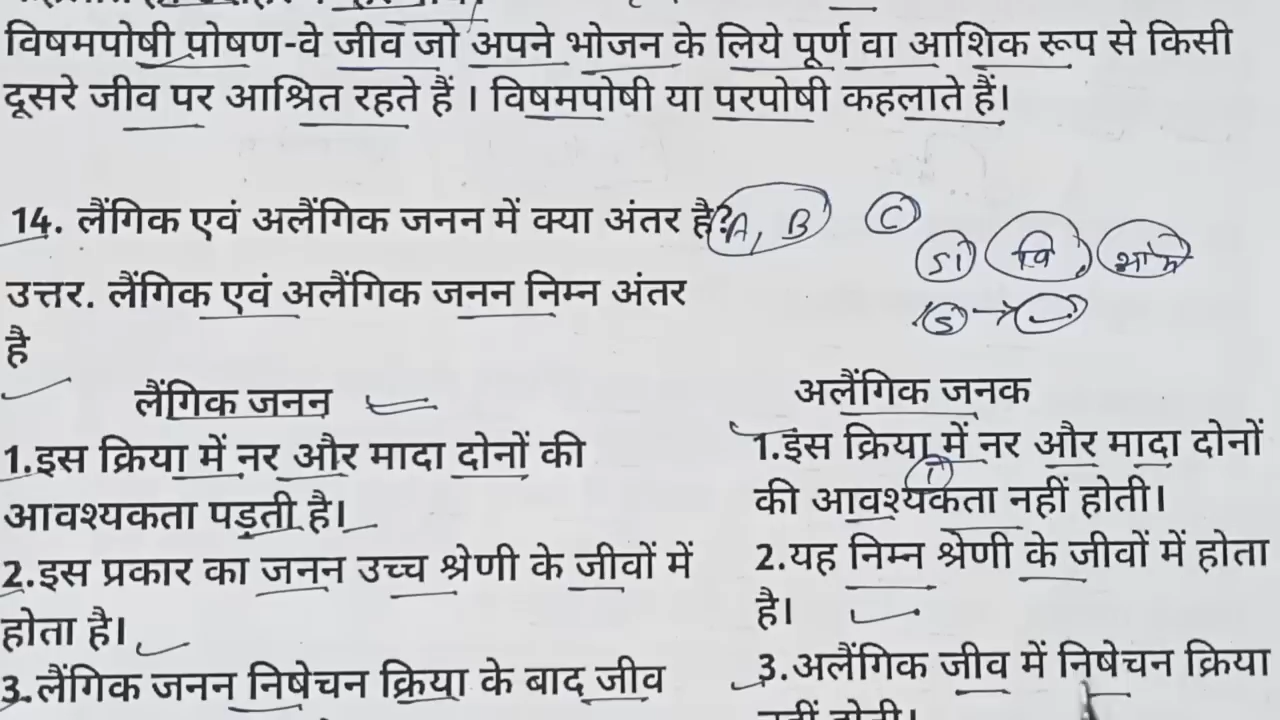 विषमपोषी पोषण-वे जीव जो अपने भोजन के लिये पूर्ण वा आशिक रूप से किसी
दूसरे जीव पर आश्रित रहते हैं । विषमपोषी या परपोषी कहलाते हैं।
14. लैंगिक एवं अलैंगिक जनन में क्या अंतर है?
A, B
C
उत्तर. लैंगिक एवं अलैंगिक जनन निम्न अंतर
है
लैंगिक जनन
1.इस क्रिया में नर और मादा दोनों की
आवश्यकता पड़ती है।
2.इस प्रकार का जनन उच्च श्रेणी के जीवों में
होता है।
3.लैंगिक जनन निषेचन क्रिया के बाद जीव
अलैंगिक जनक
1.इस क्रिया में नर और मादा दोनों
की आवश्यकता नहीं होती।
2.यह निम्न श्रेणी के जीवों में होता
है।
3.अलैंगिक जीव में निषेचन क्रिया
नहीं होती।